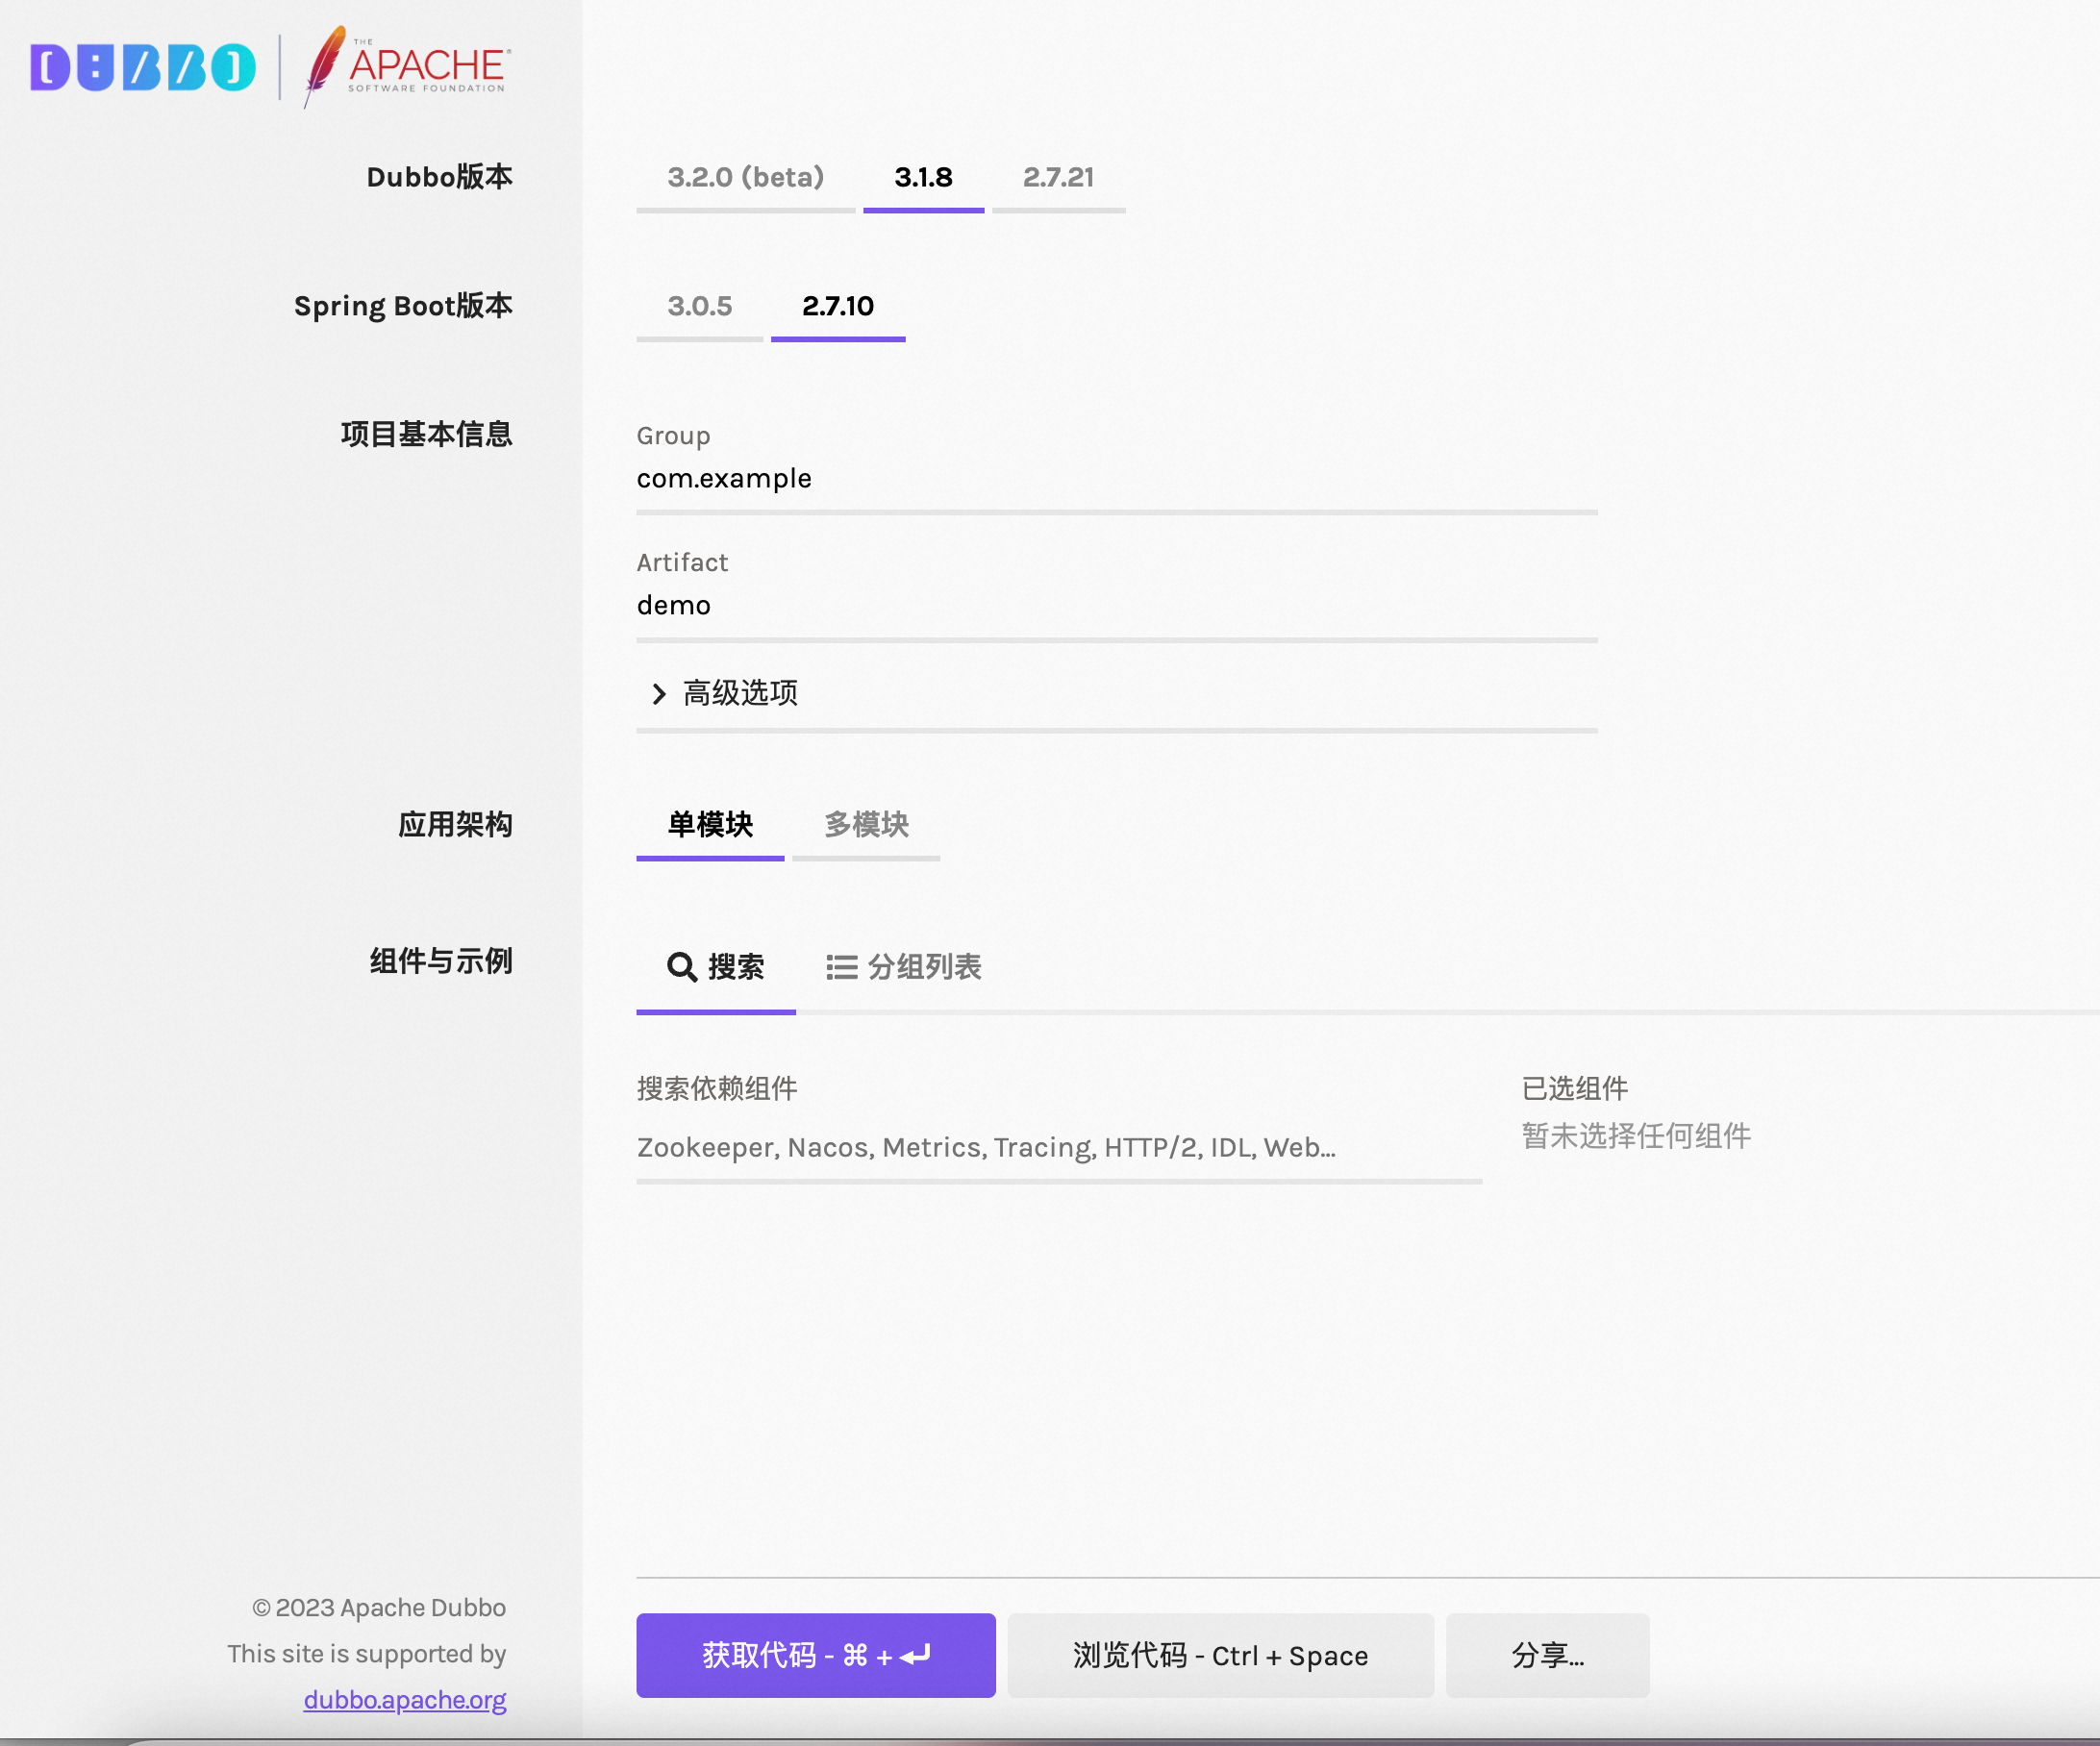 DUBBO
THE
APACHE®
SOFTWARE FOUNDATION
Dubbo版本
3.2.0 (beta) 3.1.8 2.7.21
Spring Boot版本
3.0.5 2.7.10
项目基本信息
Group
com.example
Artifact
demo
高级选项
应用架构
单模块 多模块
组件与示例
搜索 分组列表
搜索依赖组件
Zookeeper, Nacos, Metrics, Tracing, HTTP/2, IDL, Web...
已选组件
暂未选择任何组件
获取代码 - ⌘ + ↵
浏览代码 - Ctrl + Space
分享...
© 2023 Apache Dubbo
This site is supported by
dubbo.apache.org